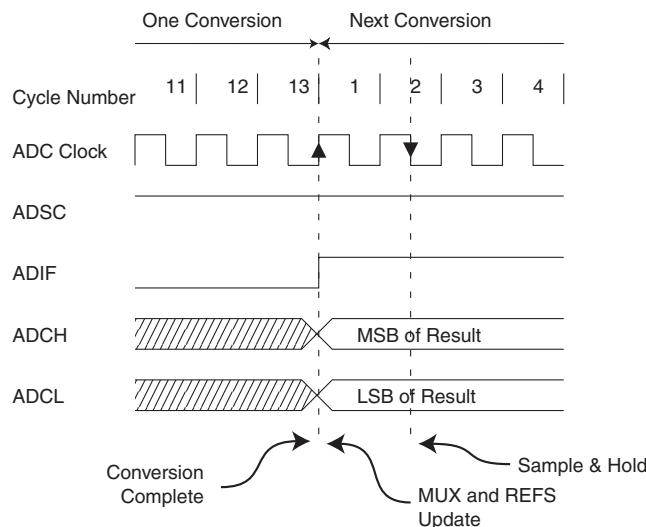 One Conversion Next Conversion
Cycle Number 11 12 13 1 2 3 4
ADC Clock
ADSC
ADIF
ADCH MSB of Result
ADCL LSB of Result
Conversion
Complete
MUX and REFS
Update
Sample & Hold